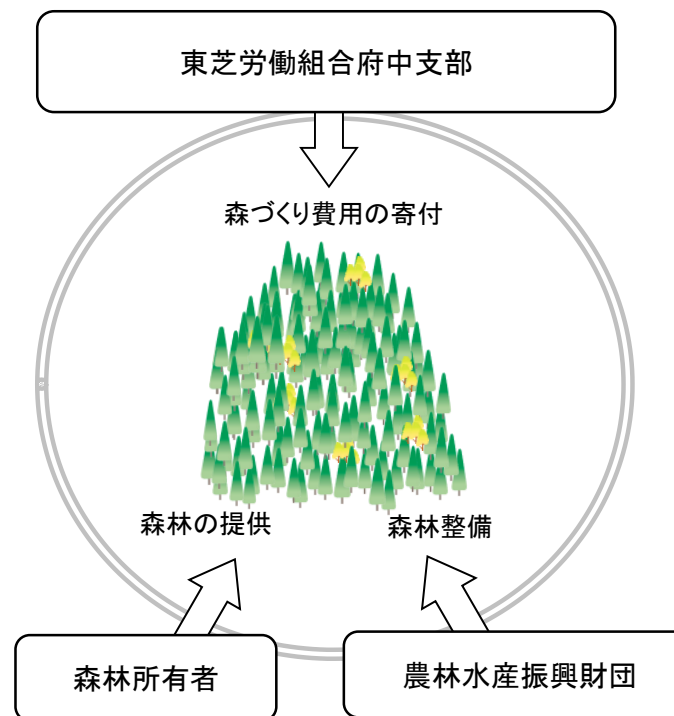 東芝労働組合府中支部
森づくり費用の寄付
森林の提供
森林整備
森林所有者
農林水産振興財団